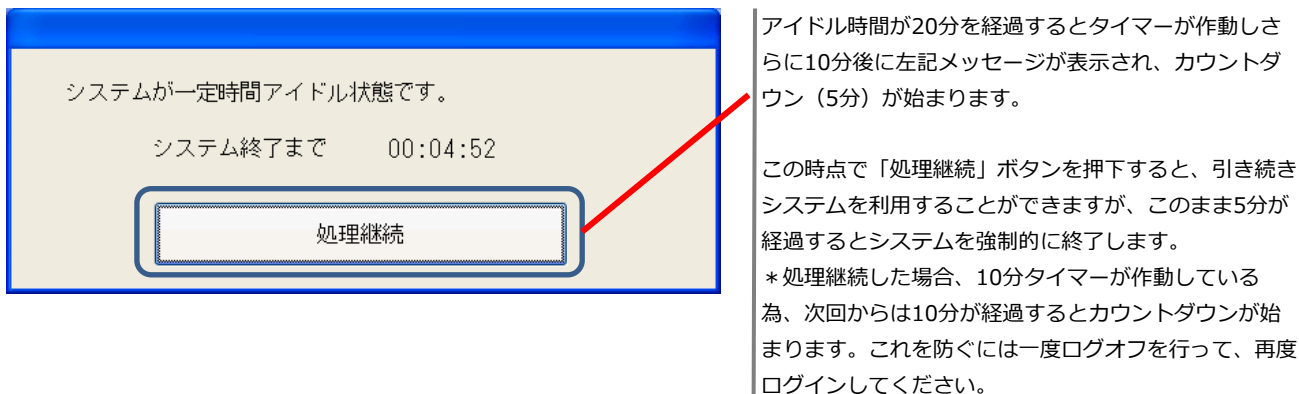 システムが一定時間アイドル状態です。
システム終了まで 00:04:52
処理継続
アイドル時間が20分を経過するとタイマーが作動しさ
らに10分後に左記メッセージが表示され、カウントダ
ウン（5分）が始まります。
この時点で「処理継続」ボタンを押下すると、引き続き
システムを利用することができますが、このまま5分が
経過するとシステムを強制的に終了します。
＊処理継続した場合、10分タイマーが作動している
為、次回からは10分が経過するとカウントダウンが始
まります。これを防ぐには一度ログオフを行って、再度
ログインしてください。